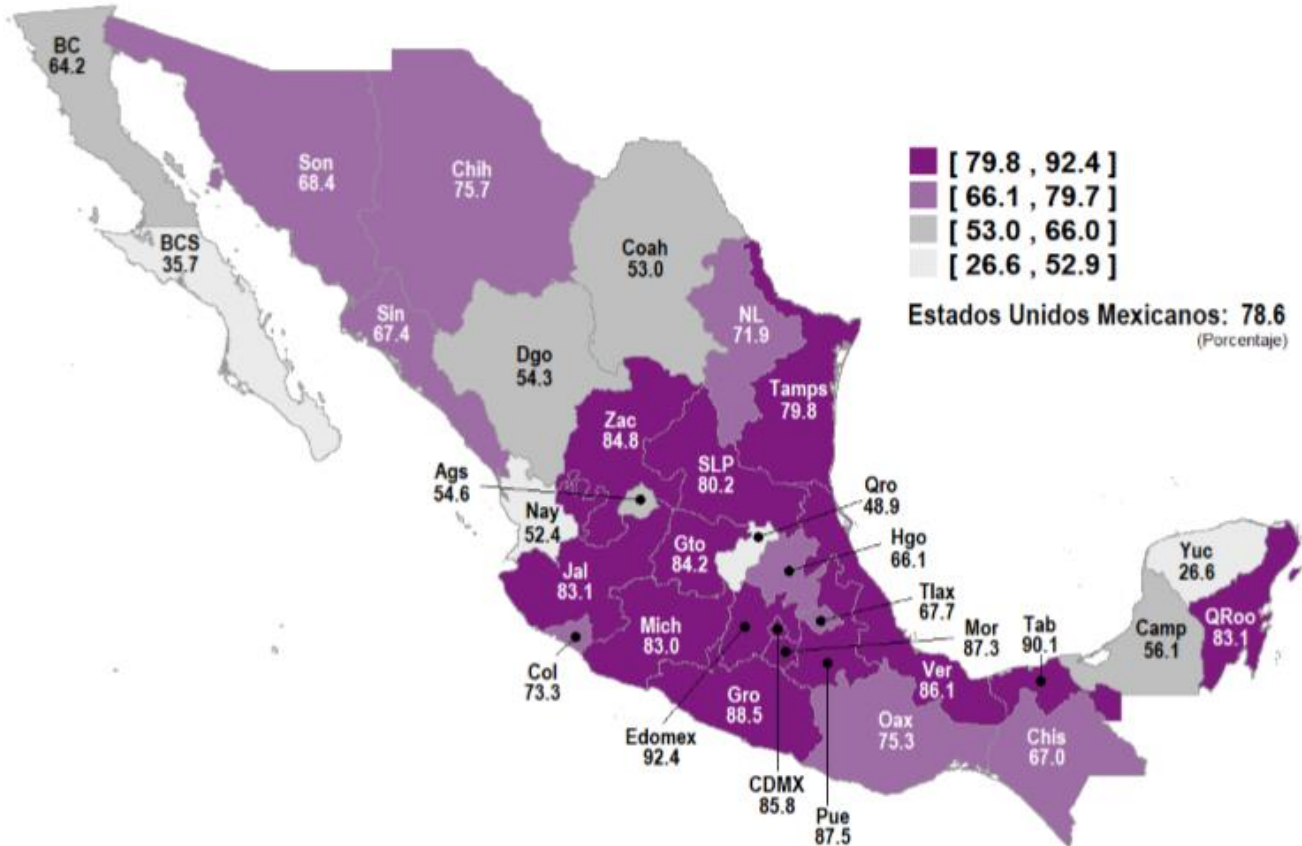 BC
64.2
Son
68.4
Chih
75.7
BCS
35.7
Coah
53.0
Sin
67.4
NL
71.9
Dgo
54.3
Tamps
79.8
Zac
84.8
SLP
80.2
Ags
54.6
Nay
52.4
Qro
48.9
Gto
84.2
Hgo
66.1
Jal
83.1
Tlax
67.7
Mich
83.0
Mor
87.3
Tab
90.1
Yuc
26.6
QRoo
83.1
Camp
56.1
Col
73.3
Gro
88.5
Ver
86.1
Edomex
92.4
Oax
75.3
Chis
67.0
CDMX
85.8
Pue
87.5
[ 79.8 , 92.4 ]
[ 66.1 , 79.7 ]
[ 53.0 , 66.0 ]
[ 26.6 , 52.9 ]
Estados Unidos Mexicanos: 78.6
(Porcentaje)